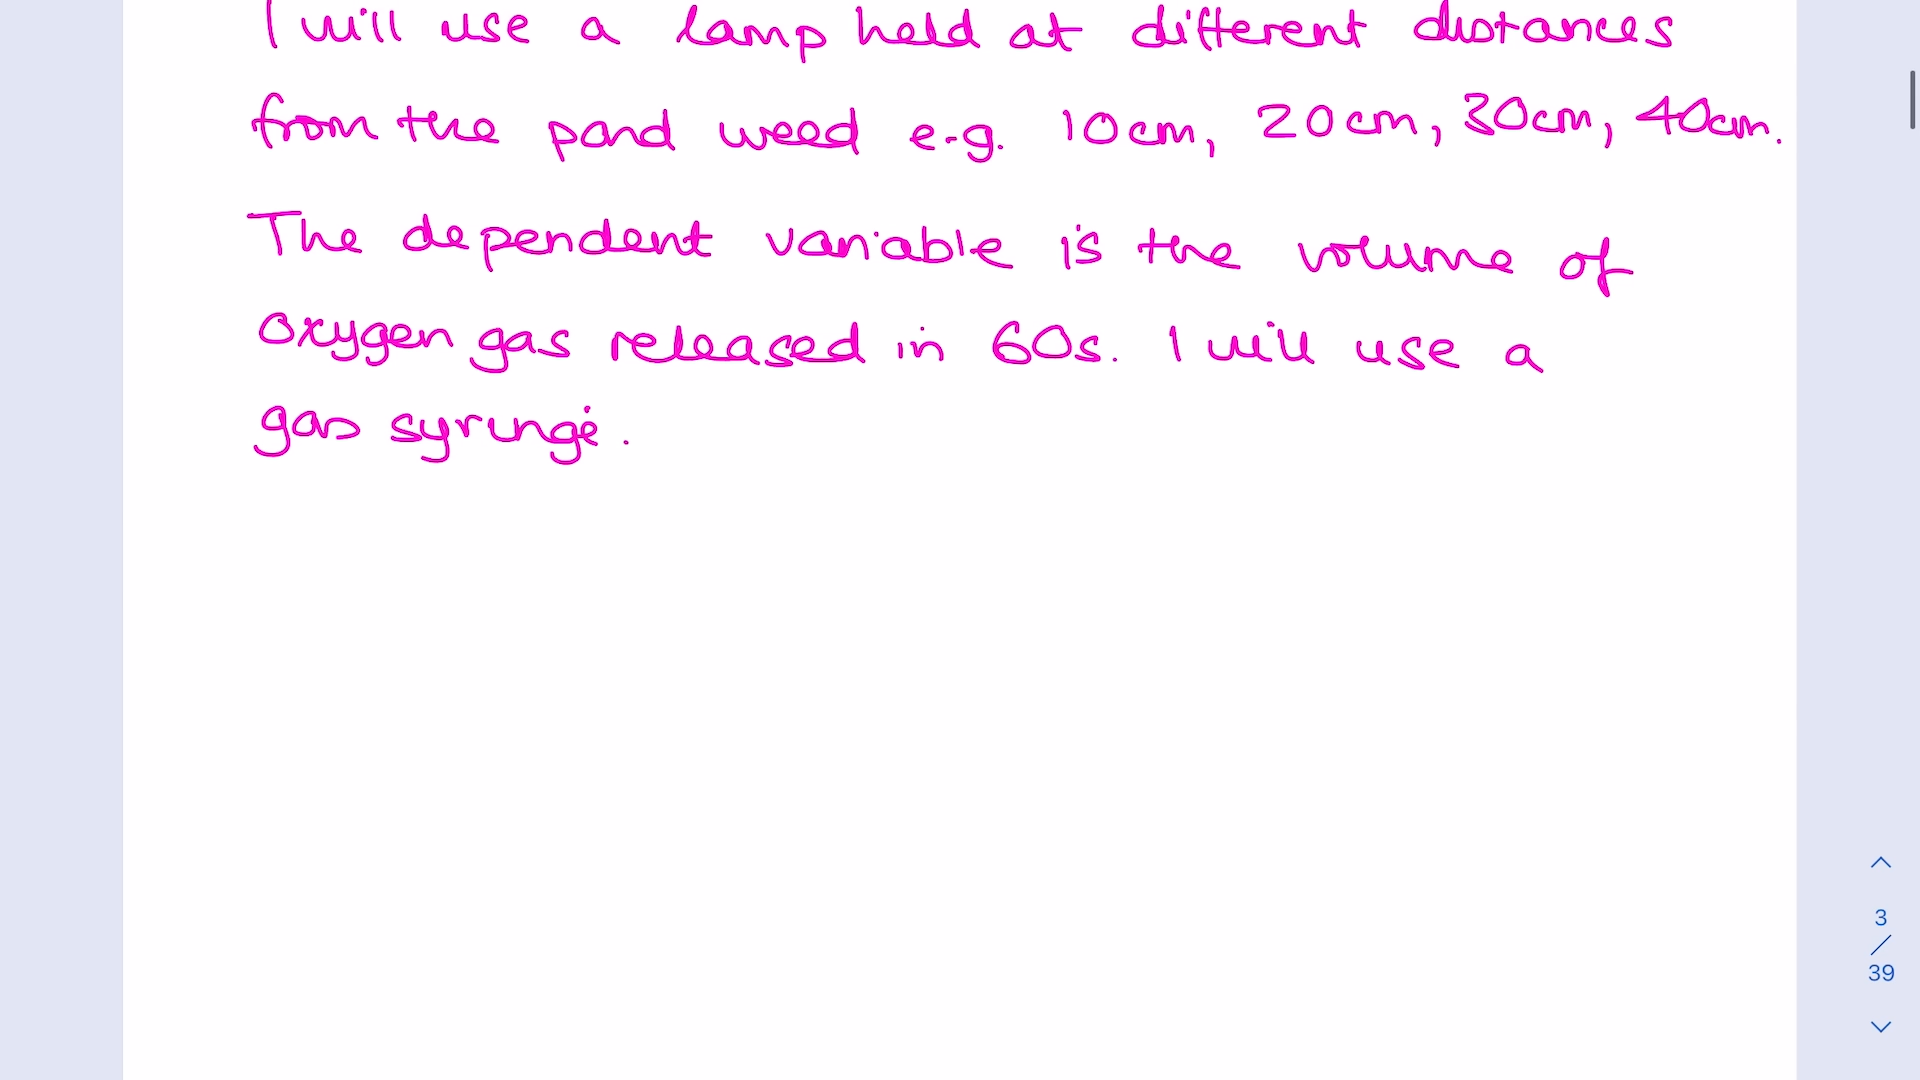 I will use a lamp held at different distances
from the pond weed e.g. 10cm, 20cm, 30cm, 40cm.
The dependent variable is the volume of
oxygen gas released in 60s. I will use a
gas syringe.
3
/
39